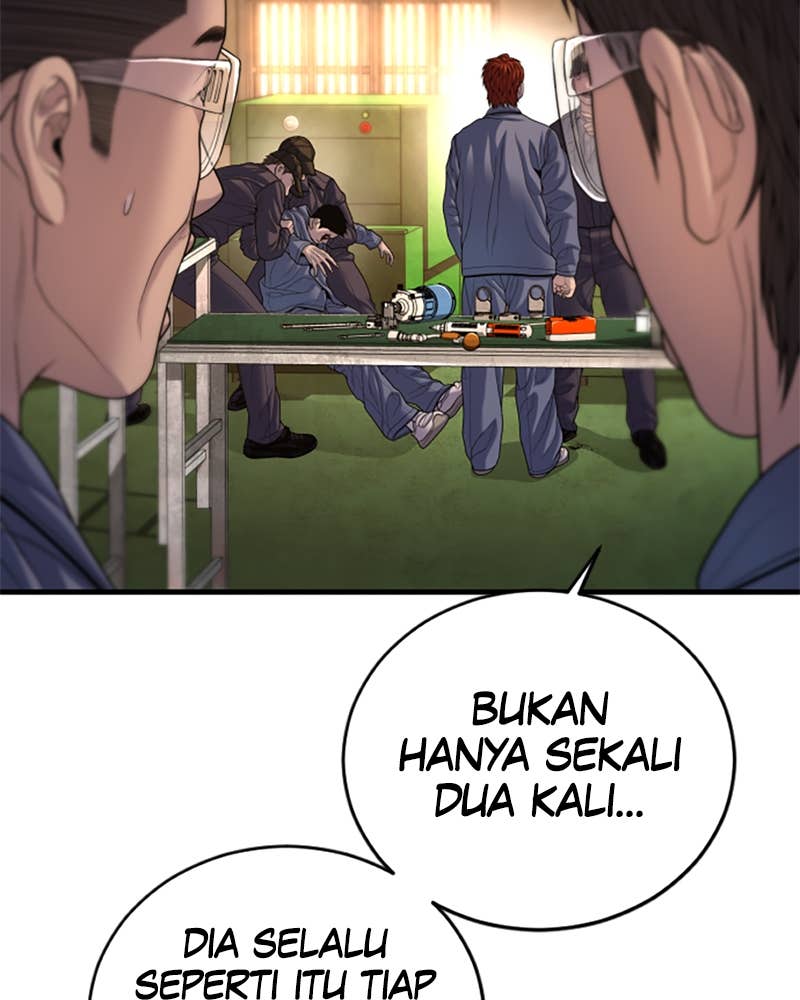 BUKAN
HANYA SEKALI
DUA KALI...
DIA SELALU
SEPERTI ITU TIAP